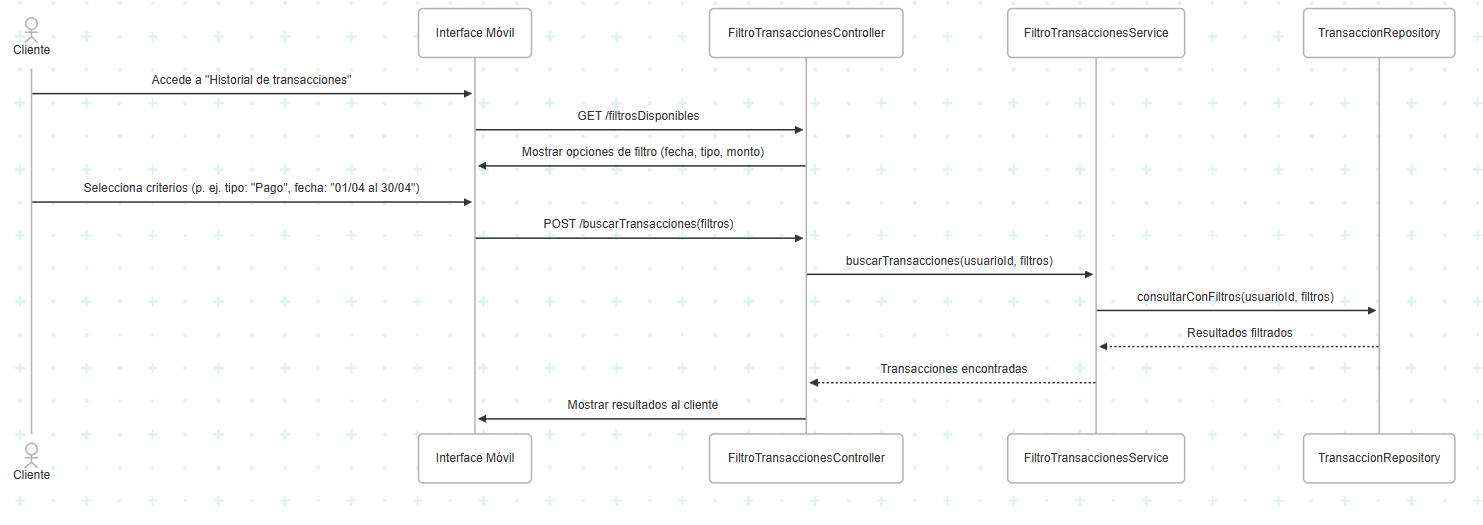 Cliente
Interface Móvil
FiltroTransaccionesController
FiltroTransaccionesService
TransaccionRepository
Accede a "Historial de transacciones"
GET /filtrosDisponibles
Mostrar opciones de filtro (fecha, tipo, monto)
Selecciona criterios (p. ej. tipo: "Pago", fecha: "01/04 al 30/04")
POST /buscarTransacciones(filtros)
buscarTransacciones(usuarioId, filtros)
consultarConFiltros(usuarioId, filtros)
Resultados filtrados
Transacciones encontradas
Mostrar resultados al cliente
Cliente
Interface Móvil
FiltroTransaccionesController
FiltroTransaccionesService
TransaccionRepository